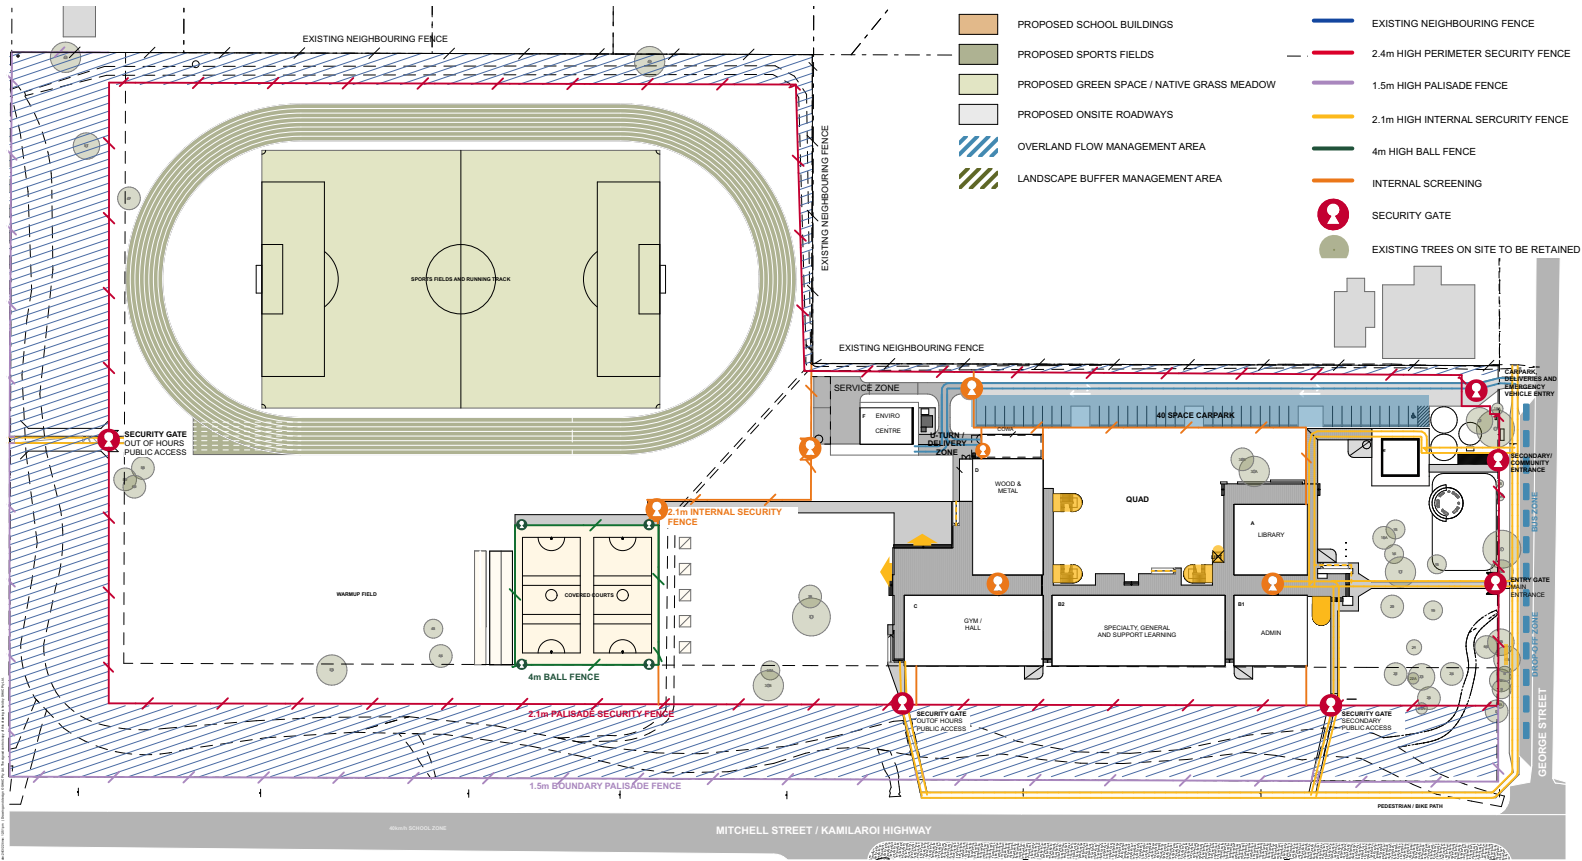 PROPOSED SCHOOL BUILDINGS
PROPOSED SPORTS FIELDS
PROPOSED GREEN SPACE / NATIVE GRASS MEADOW
PROPOSED ONSITE ROADWAYS
OVERLAND FLOW MANAGEMENT AREA
LANDSCAPE BUFFER MANAGEMENT AREA
EXISTING NEIGHBOURING FENCE
2.4m HIGH PERIMETER SECURITY FENCE
1.5m HIGH PALISADE FENCE
2.1m HIGH INTERNAL SERCURITY FENCE
4m HIGH BALL FENCE
INTERNAL SCREENING
SECURITY GATE
EXISTING TREES ON SITE TO BE RETAINED
EXISTING NEIGHBOURING FENCE
EXISTING NEIGHBOURING FENCE
EXISTING NEIGHBOURING FENCE
SPORTS FIELDS AND RUNNING TRACK
SERVICE ZONE
F
ENVIRO
CENTRE
U-TURN /
DELIVERY
ZONE
40 SPACE CARPARK
COWA
CARPARK,
DELIVERIES AND
EMERGENCY
VEHICLE ENTRY
SECURITY GATE
OUT OF HOURS
PUBLIC ACCESS
SECONDARY/
COMMUNITY
ENTRANCE
D
WOOD &
METAL
QUAD
A
LIBRARY
BUS ZONE
2.1m INTERNAL SECURITY
FENCE
WARMUP FIELD
COVERED COURTS
ENTRY GATE
MAIN
ENTRANCE
C
GYM /
HALL
B2
SPECIALTY, GENERAL
AND SUPPORT LEARNING
B1
ADMIN
DROP OFF ZONE
4m BALL FENCE
2.1m PALISADE SECURITY FENCE
SECURITY GATE
OUTOF HOURS
PUBLIC ACCESS
SECURITY GATE
SECONDARY
PUBLIC ACCESS
GEORGE STREET
1.5m BOUNDARY PALISADE FENCE
PEDESTRIAN / BIKE PATH
40km/h SCHOOL ZONE
MITCHELL STREET / KAMILAROI HIGHWAY